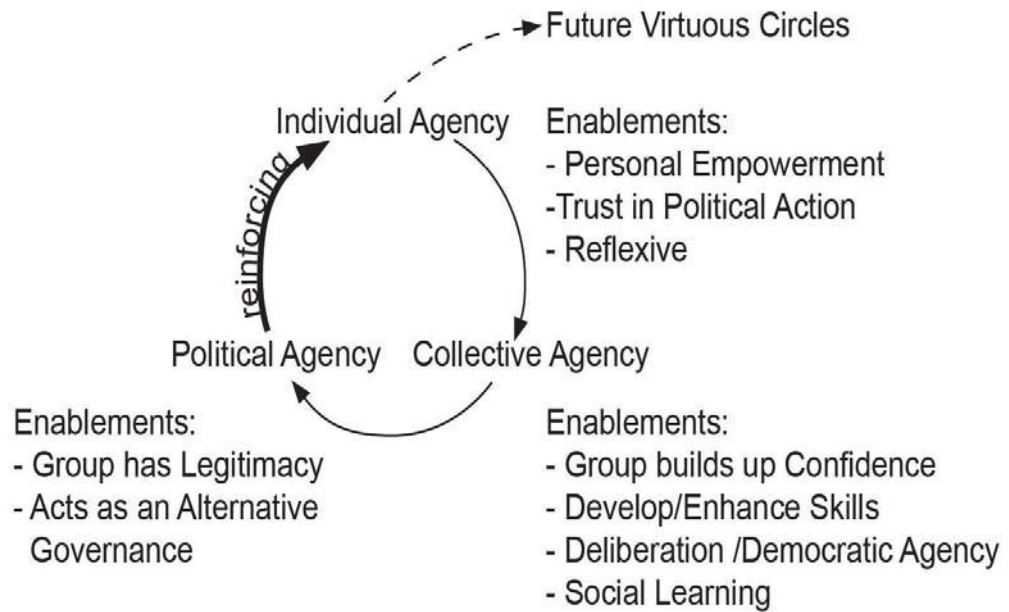 Future Virtuous Circles
Individual Agency
Enablements:
- Personal Empowerment
-Trust in Political Action
- Reflexive
reinforcing
Political Agency
Collective Agency
Enablements:
- Group has Legitimacy
- Acts as an Alternative
Governance
Enablements:
- Group builds up Confidence
- Develop/Enhance Skills
- Deliberation /Democratic Agency
- Social Learning